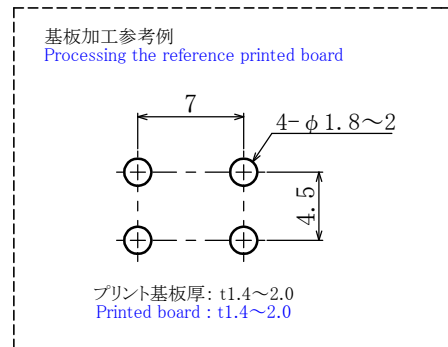 基板加工参考例
Processing the reference printed board
7
4-φ1.8～2
4.5
プリント基板厚: t1.4～2.0
Printed board : t1.4～2.0